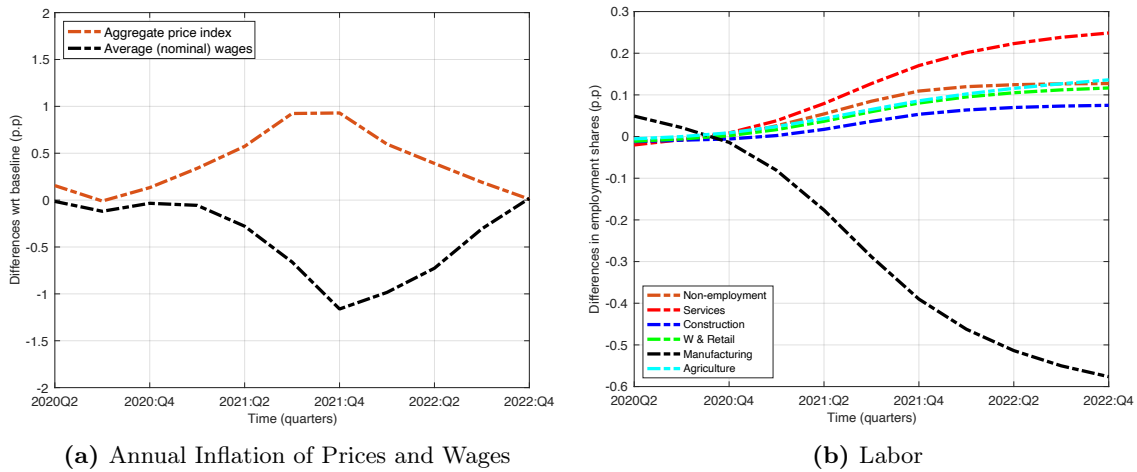 2
1.5
1
0.5
0
-0.5
-1
-1.5
-2
Differences wrt baseline (p.p)
Aggregate price index
Average (nominal) wages
2020Q2 2020:Q4 2021:Q2 2021:Q4 2022:Q2 2022:Q4
Time (quarters)
(a) Annual Inflation of Prices and Wages
0.3
0.2
0.1
0
-0.1
-0.2
-0.3
-0.4
-0.5
-0.6
Differences in employment shares (p.p)
Non-employment
Services
Construction
W & Retail
Manufacturing
Agriculture
2020Q2 2020:Q4 2021:Q2 2021:Q4 2022:Q2 2022:Q4
Time (quarters)
(b) Labor